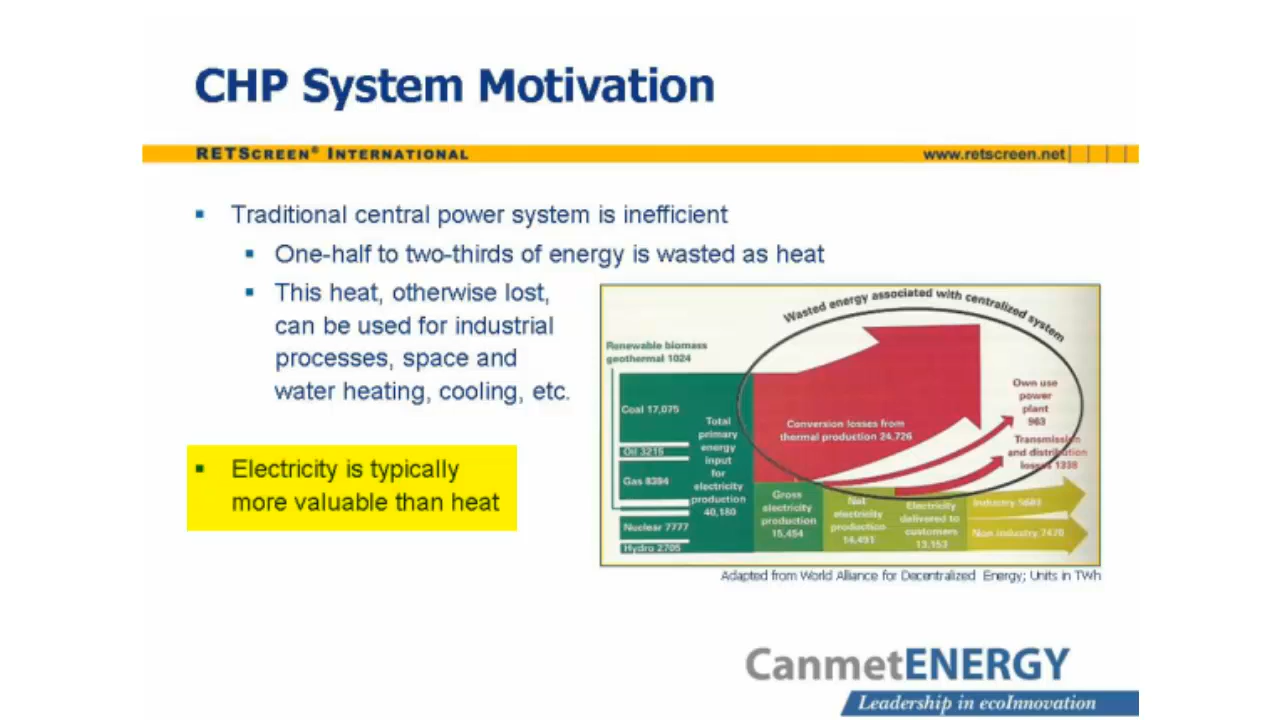 CHP System Motivation
RETSCREEN® INTERNATIONAL
www.retscreen.net
Traditional central power system is inefficient
One-half to two-thirds of energy is wasted as heat
This heat, otherwise lost,
can be used for industrial
processes, space and
water heating, cooling, etc.
Electricity is typically
more valuable than heat
Wasted energy associated with centralized system
Renewable biomass
geothermal 1024
Coal 17,075
Oil 3215
Gas 8384
Nuclear 7777
Hydro 2705
Total
primary
energy
input
for
electricity
production
40,180
Conversion losses from
thermal production 24.726
Own use
power
plant
963
Transmission
and distribution
losses 1338
Gross
electricity
production
15,454
Net
electricity
production
14,491
Electricity
delivered to
customers
13,153
Industry 5683
Non industry 7470
Adapted from World Alliance for Decentralized Energy; Units in TWh
CanmetENERGY
Leadership in ecoInnovation